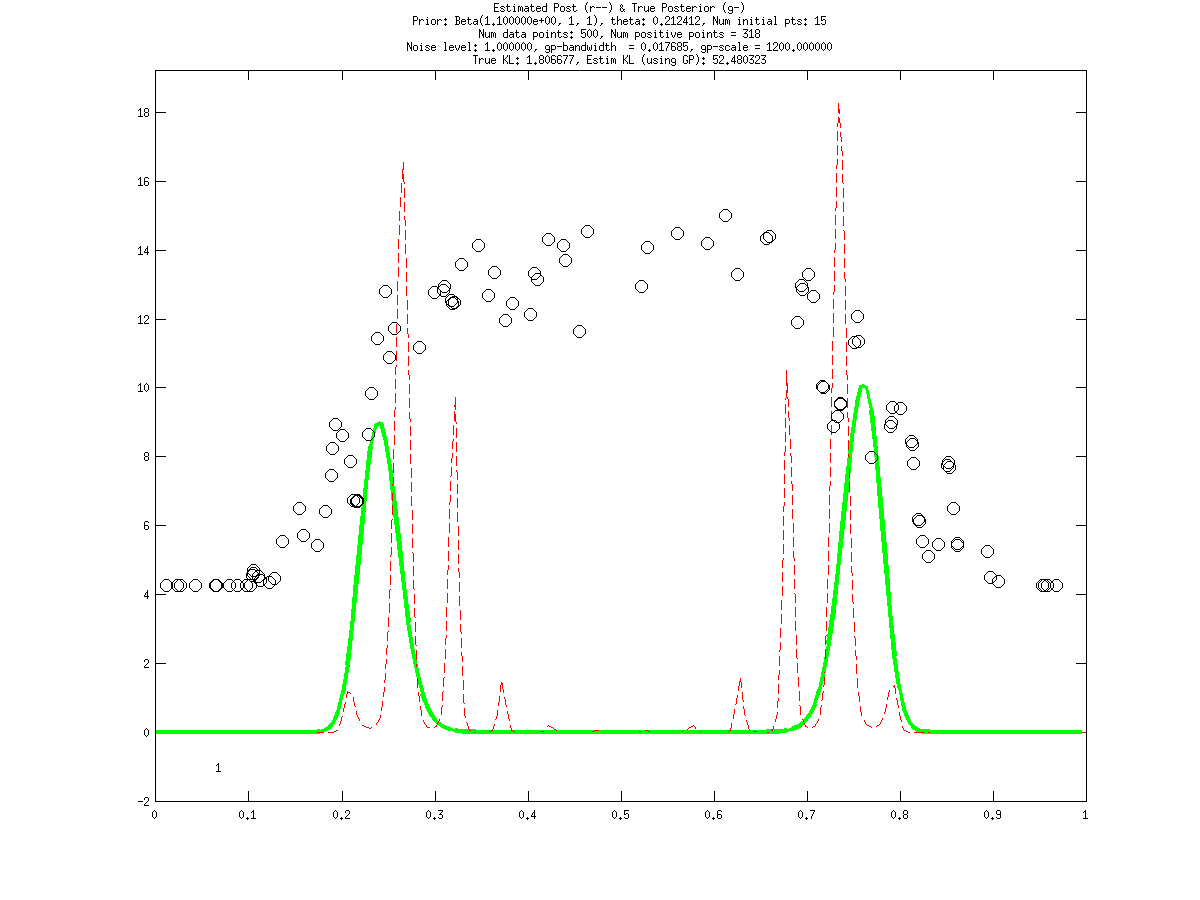 Estimated Post (r--) & True Posterior (g-)
Prior: Beta(1.100000e+00, 1, 1), theta: 0.212412, Num initial pts: 15
Num data points: 500, Num positive points = 318
Noise level: 1.000000, gp-bandwidth  = 0.017685, gp-scale = 1200.000000
True KL: 1.806677, Estim KL (using GP): 52.480323
18
16
14
12
10
8
6
4
2
0
1
-2
0 0.1 0.2 0.3 0.4 0.5 0.6 0.7 0.8 0.9 1